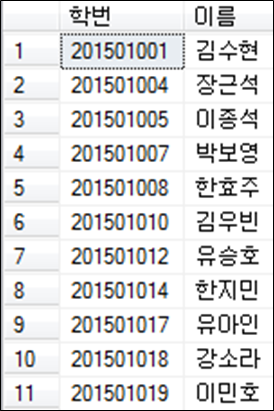 학번 이름
1 201501001 김수현
2 201501004 장근석
3 201501005 이종석
4 201501007 박보영
5 201501008 한효주
6 201501010 김우빈
7 201501012 유승호
8 201501014 한지민
9 201501017 유아인
10 201501018 강소라
11 201501019 이민호